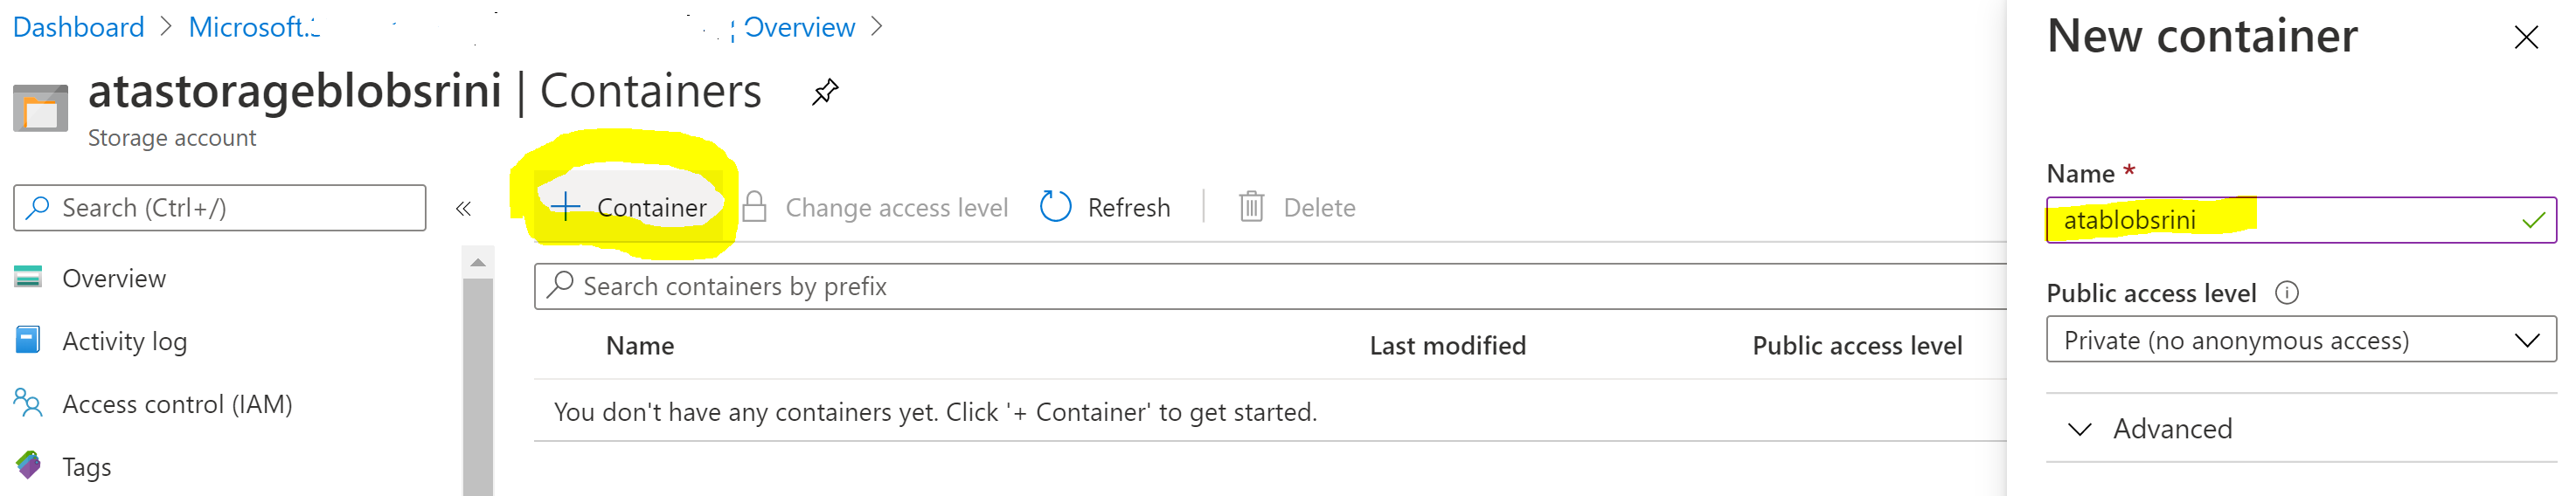 Dashboard > Microsoft. Overview >
atastorageblobsrini | Containers
Storage account
Search (Ctrl+/)
«
Overview
Activity log
Access control (IAM)
Tags
+ Container
Change access level
Refresh
Delete
Search containers by prefix
Name Last modified Public access level
You don't have any containers yet. Click '+ Container' to get started.
New container
Name *
atablobsrini
Public access level
Private (no anonymous access)
Advanced